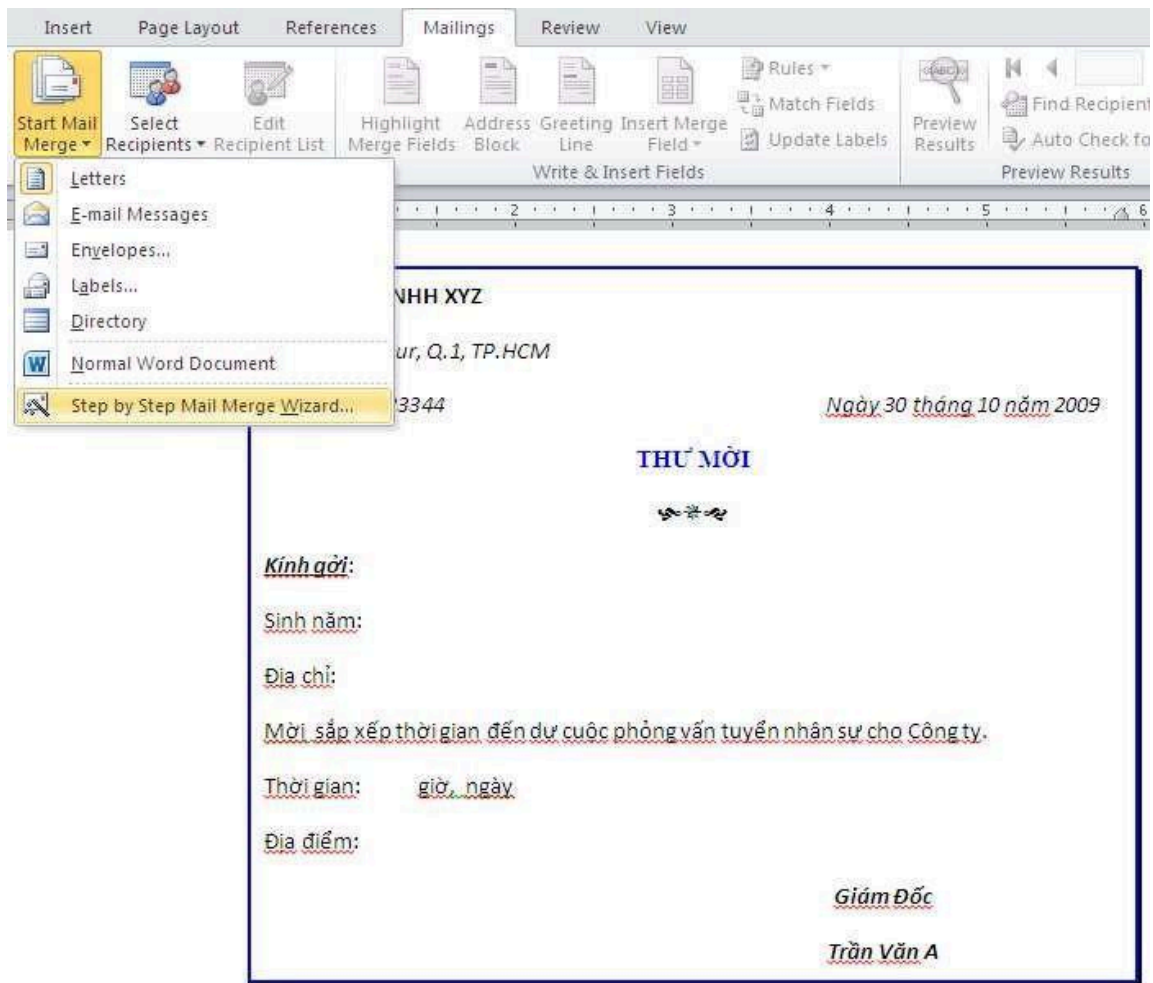 Insert Page Layout References Mailings Review View
Start Mail Merge Select Recipients Edit Recipient List Highlight Merge Fields Address Block Greeting Line Insert Merge Field Rules Match Fields Update Labels Preview Results Find Recipient Auto Check fo
Write & Insert Fields Preview Results
Letters
E-mail Messages
Envelopes...
Labels...
Directory
Normal Word Document
Step by Step Mail Merge Wizard...
2 3 4 5 6
NHH XYZ
ur, Q.1, TP.HCM
3344 Ngày 30 tháng 10 năm 2009
THƯ MỜI
Kính gởi:
Sinh năm:
Địa chỉ:
Mời sắp xếp thời gian đến dự cuộc phỏng vấn tuyển nhân sự cho Công ty.
Thời gian: giờ, ngày
Địa điểm:
Giám Đốc
Trần Văn A